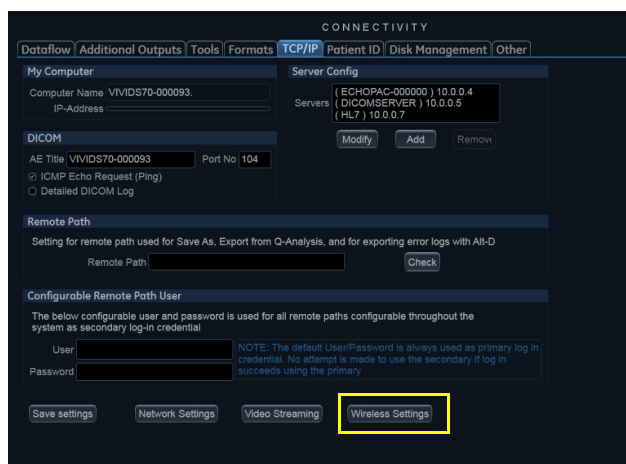 CONNECTIVITY
Dataflow Additional Outputs Tools Formats TCP/IP Patient ID Disk Management Other
My Computer
Computer Name VIVIDS70-000093.
IP-Address
Server Config
Servers
( ECHOPAC-000000 ) 10.0.0.4
( DICOMSERVER ) 10.0.0.5
( HL7 ) 10.0.0.7
Modify Add Remove
DICOM
AE Title VIVIDS70-000093 Port No 104
ICMP Echo Request (Ping)
Detailed DICOM Log
Remote Path
Setting for remote path used for Save As, Export from Q-Analysis, and for exporting error logs with Alt-D
Remote Path Check
Configurable Remote Path User
The below configurable user and password is used for all remote paths configurable throughout the
system as secondary log-in credential
User
Password
NOTE: The default User/Password is always used as primary log in
credential. No attempt is made to use the secondary if log in
succeeds using the primary
Save settings Network Settings Video Streaming Wireless Settings